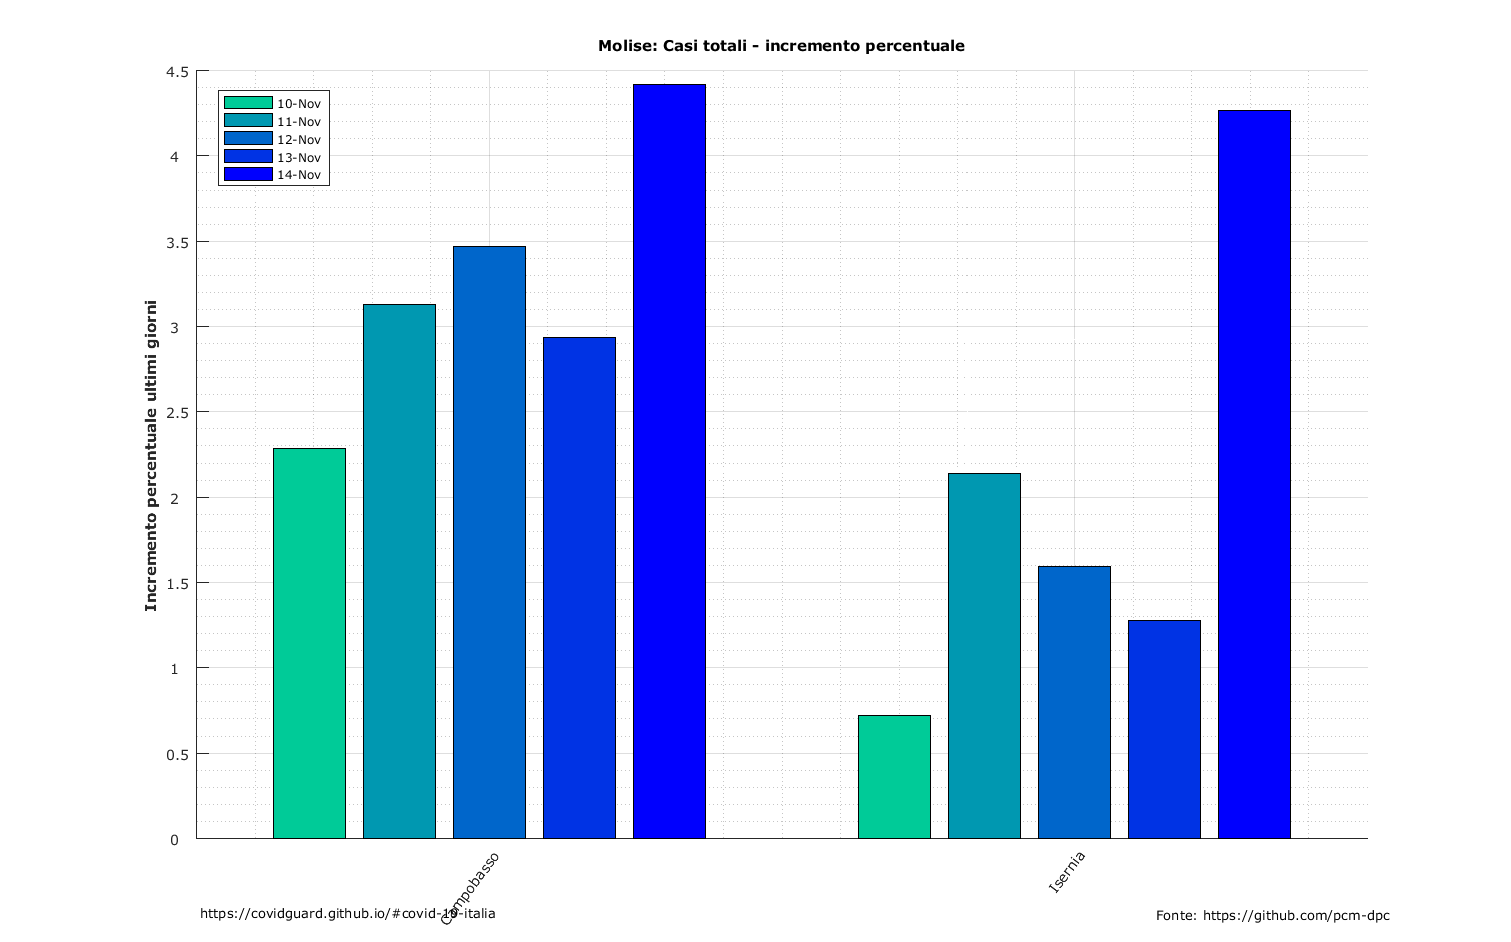 Molise: Casi totali - incremento percentuale
Incremento percentuale ultimi giorni
4.5
4
3.5
3
2.5
2
1.5
1
0.5
0
10-Nov
11-Nov
12-Nov
13-Nov
14-Nov
Campobasso
Isernia
https://covidguard.github.io/#covid-19-italia
Fonte: https://github.com/pcm-dpc